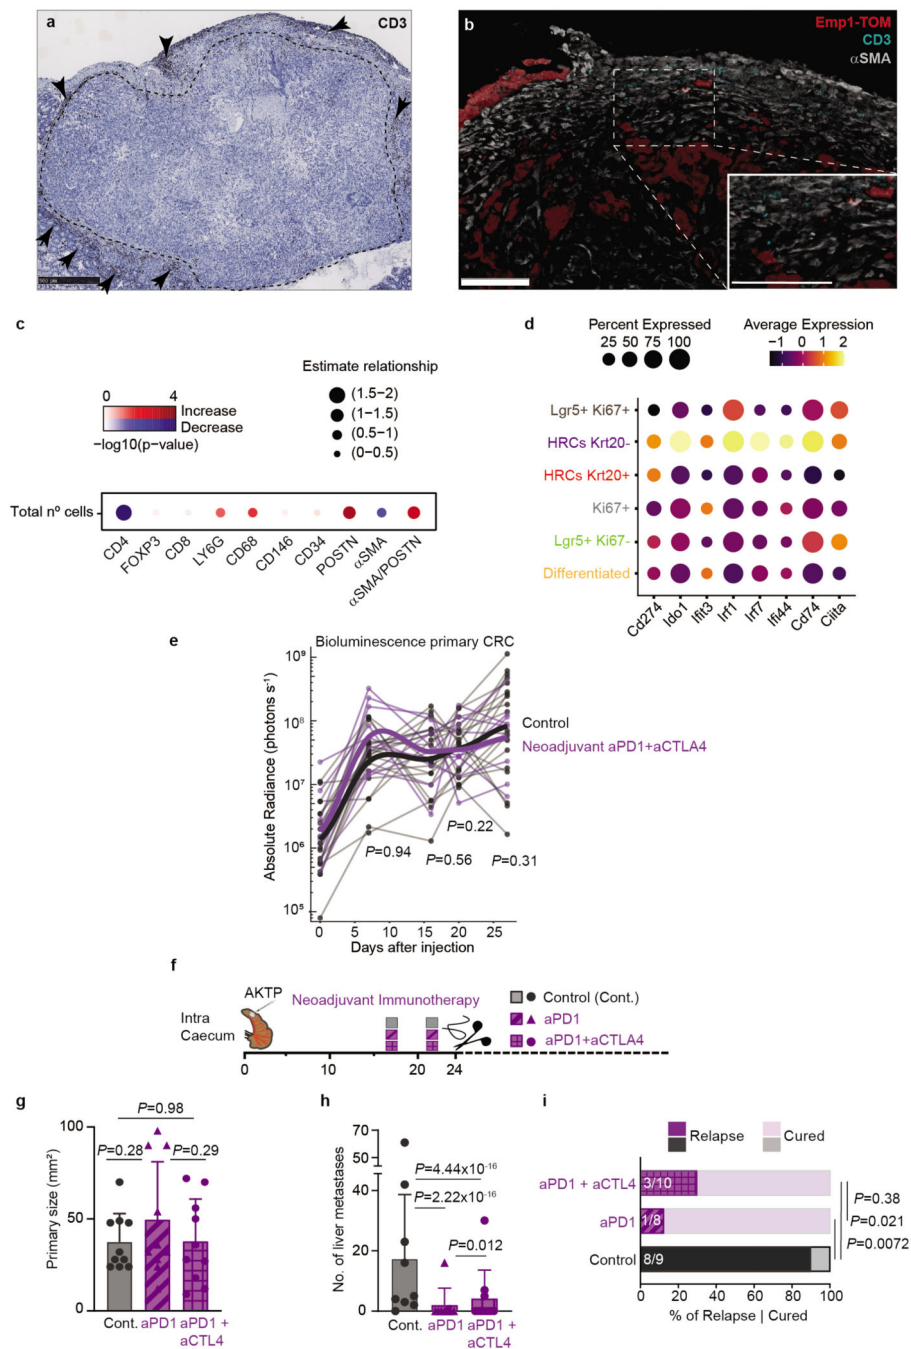 a
CD3
b
Emp1-TOM
CD3
αSMA
c
Estimate relationship
0 4
Increase
Decrease
−log10(p−value)
(1.5−2)
(1−1.5)
(0.5−1)
(0−0.5)
Total nº cells
CD4
FOXP3
CD8
LY6G
CD68
CD146
CD34
POSTN
αSMA
αSMA/POSTN
d
Percent Expressed
25 50 75 100
Average Expression
−1 0 1 2
Lgr5+ Ki67+
HRCs Krt20-
HRCs Krt20+
Ki67+
Lgr5+ Ki67-
Differentiated
Cd274
Ido1
Ifit3
Irf1
Irf7
Ifi44
Cd74
Ciita
e
Bioluminescence primary CRC
Absolute Radiance (photons s⁻¹)
10⁹
10⁸
10⁷
10⁶
10⁵
Control
Neoadjuvant aPD1+aCTLA4
P=0.94
P=0.56
P=0.22
P=0.31
0 5 10 15 20 25
Days after injection
f
AKTP
Intra
Caecum
Neoadjuvant Immunotherapy
Control (Cont.)
aPD1
aPD1+aCTLA4
0 10 20 24
g
Primary size (mm²)
100
50
0
P=0.98
P=0.28
P=0.29
Cont. aPD1 aPD1 +
aCTL4
h
No. of liver metastases
70
60
50
40
20
0
P=4.44x10⁻¹⁶
P=2.22x10⁻¹⁶
P=0.012
Cont. aPD1 aPD1 +
aCTL4
i
Relapse
Cured
aPD1 + aCTL4
3/10
aPD1
1/8
Control
8/9
P=0.38
P=0.021
P=0.0072
0 20 40 60 80 100
% of Relapse | Cured